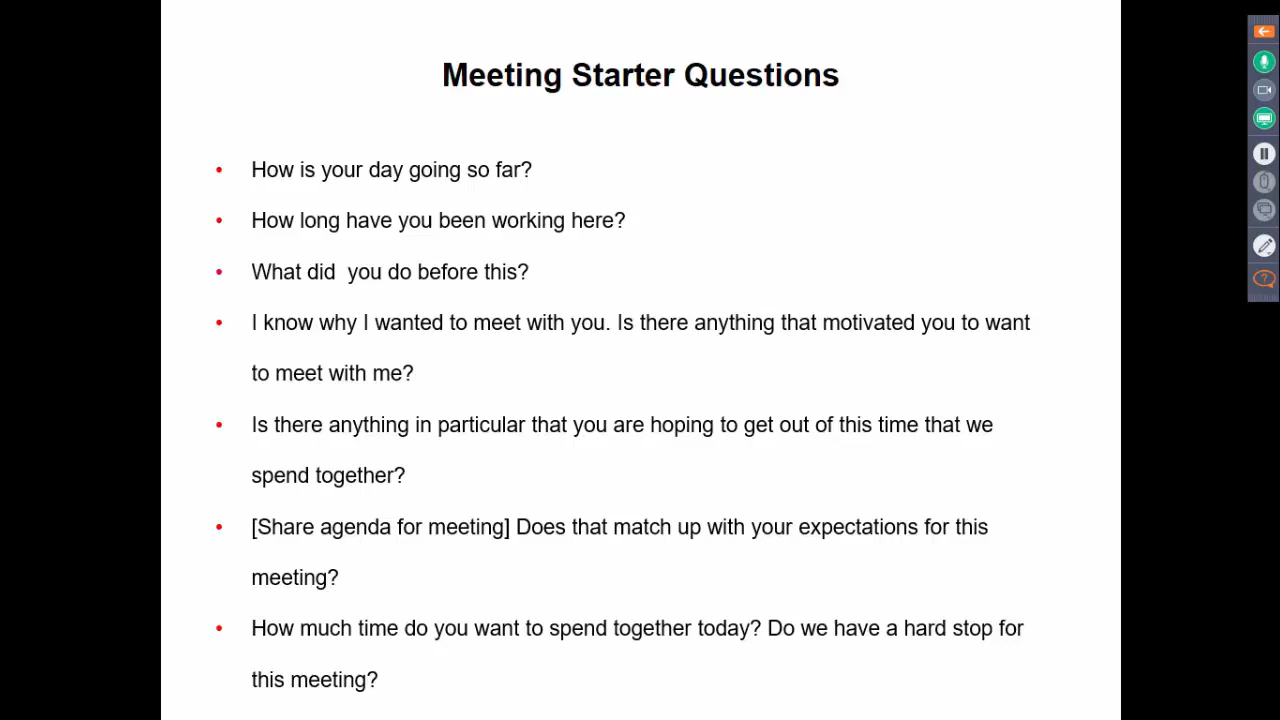 Meeting Starter Questions
• How is your day going so far?
• How long have you been working here?
• What did  you do before this?
• I know why I wanted to meet with you. Is there anything that motivated you to want
to meet with me?
• Is there anything in particular that you are hoping to get out of this time that we
spend together?
• [Share agenda for meeting] Does that match up with your expectations for this
meeting?
• How much time do you want to spend together today? Do we have a hard stop for
this meeting?